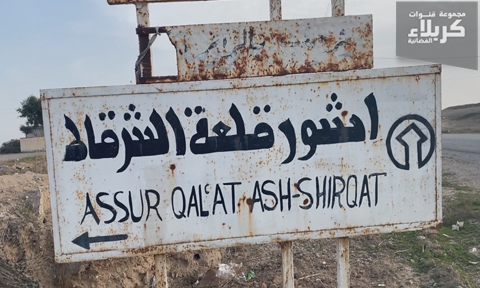 مجموعة قنوات
كربلاء
الفضائية
اشور قلعة الشرقاط
ASSUR QAL'AT ASH-SHIRQAT